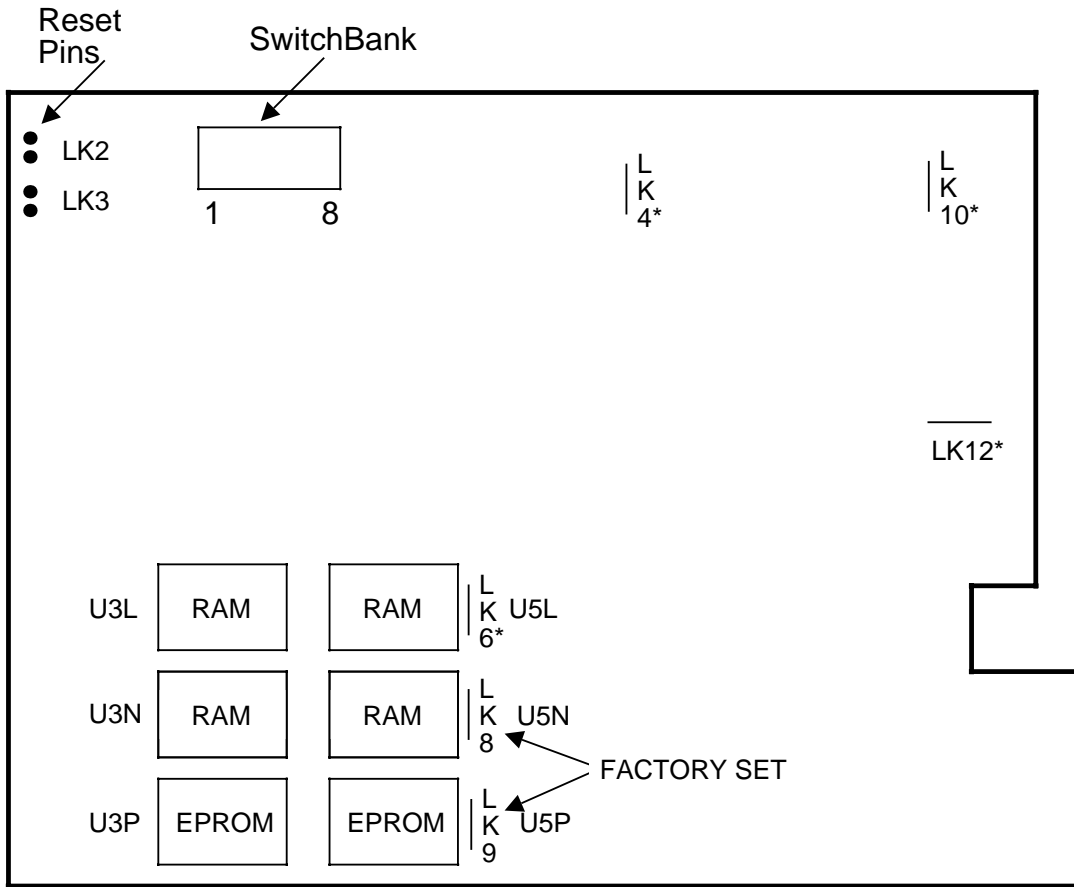 Reset
Pins
SwitchBank
LK2
LK3
1 8
L
K
4*
L
K
10*
LK12*
U3L RAM RAM
L
K
6*
U5L
U3N RAM RAM
L
K
8
U5N
FACTORY SET
U3P EPROM EPROM
L
K
9
U5P